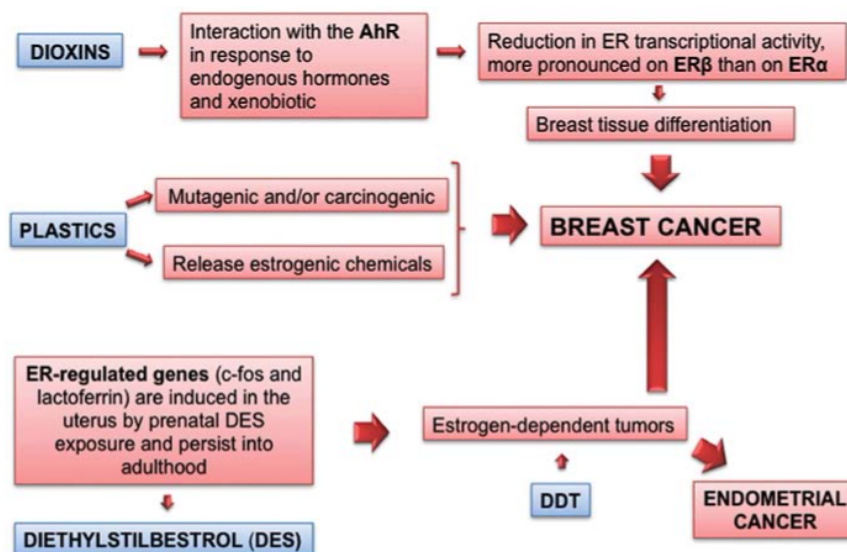 DIOXINS
Interaction with the AhR
in response to
endogenous hormones
and xenobiotic
Reduction in ER transcriptional activity,
more pronounced on ERβ than on ERα
Breast tissue differentiation
PLASTICS
Mutagenic and/or carcinogenic
Release estrogenic chemicals
BREAST CANCER
ER-regulated genes (c-fos and
lactoferrin) are induced in the
uterus by prenatal DES
exposure and persist into
adulthood
DIETHYLSTILBESTROL (DES)
Estrogen-dependent tumors
DDT
ENDOMETRIAL
CANCER